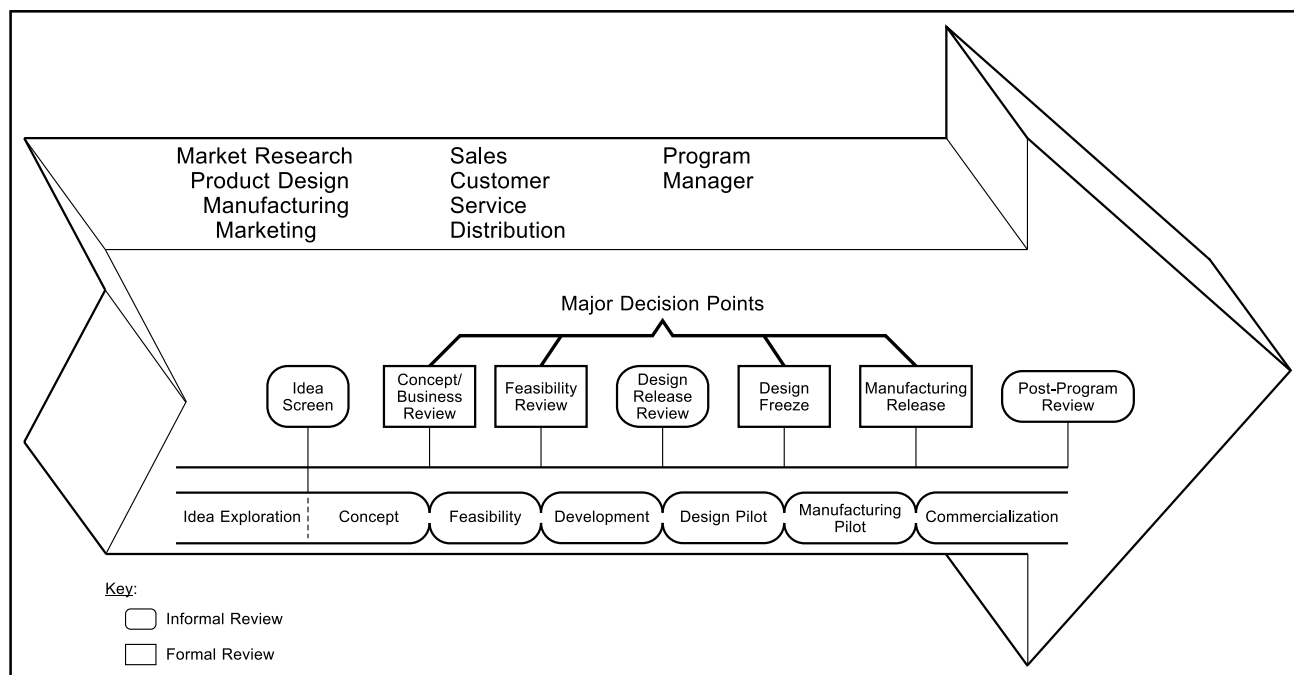 Market Research
Product Design
Manufacturing
Marketing
Sales
Customer
Service
Distribution
Program
Manager
Major Decision Points
Idea
Screen
Concept/
Business
Review
Feasibility
Review
Design
Release
Review
Design
Freeze
Manufacturing
Release
Post-Program
Review
Idea Exploration
Concept
Feasibility
Development
Design Pilot
Manufacturing
Pilot
Commercialization
Key:
Informal Review
Formal Review